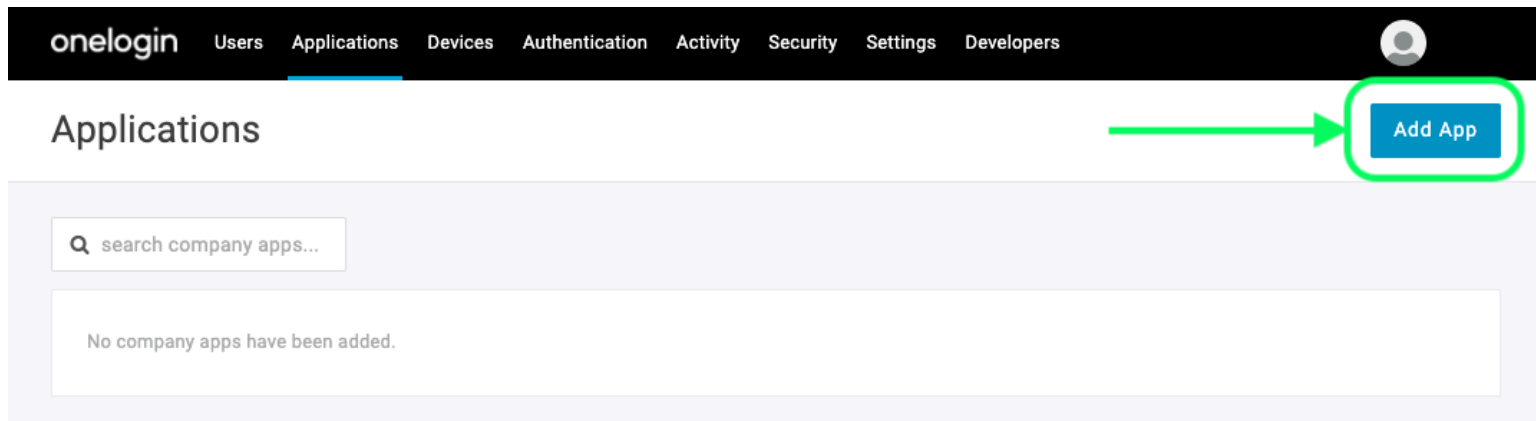 onelogin Users Applications Devices Authentication Activity Security Settings Developers
Applications
Add App
search company apps...
No company apps have been added.